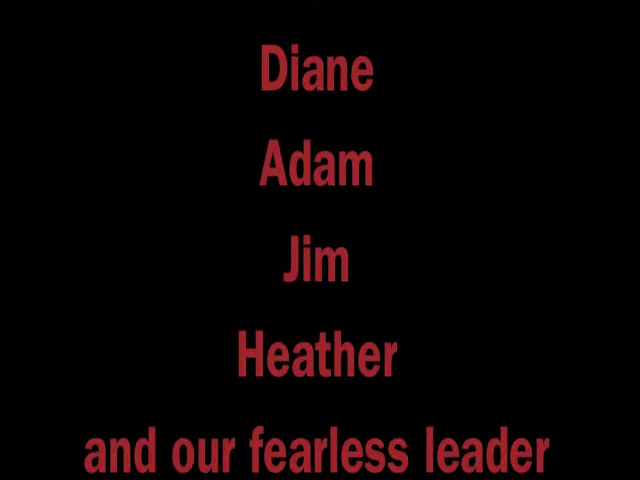 Diane
Adam
Jim
Heather
and our fearless leader